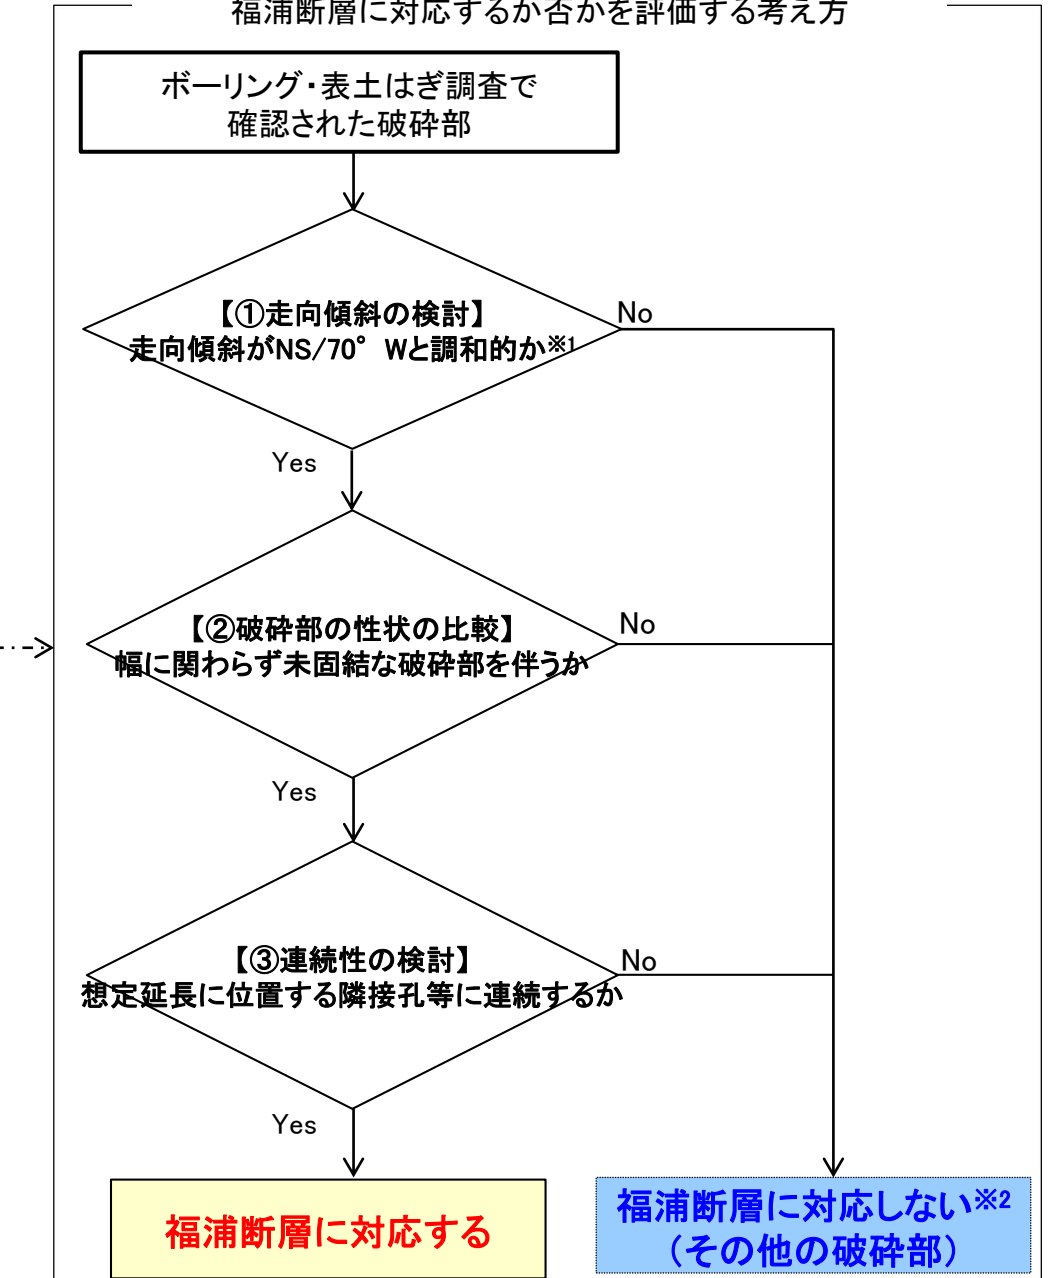 福浦断層に対応するか否かを評価する考え方
ボーリング・表土はぎ調査で
確認された破砕部
【①走向傾斜の検討】
走向傾斜がNS/70°Wと調和的か※1
No
Yes
【②破砕部の性状の比較】
幅に関わらず未固結な破砕部を伴うか
No
Yes
【③連続性の検討】
想定延長に位置する隣接孔等に連続するか
No
Yes
福浦断層に対応する
福浦断層に対応しない※2
(その他の破砕部)